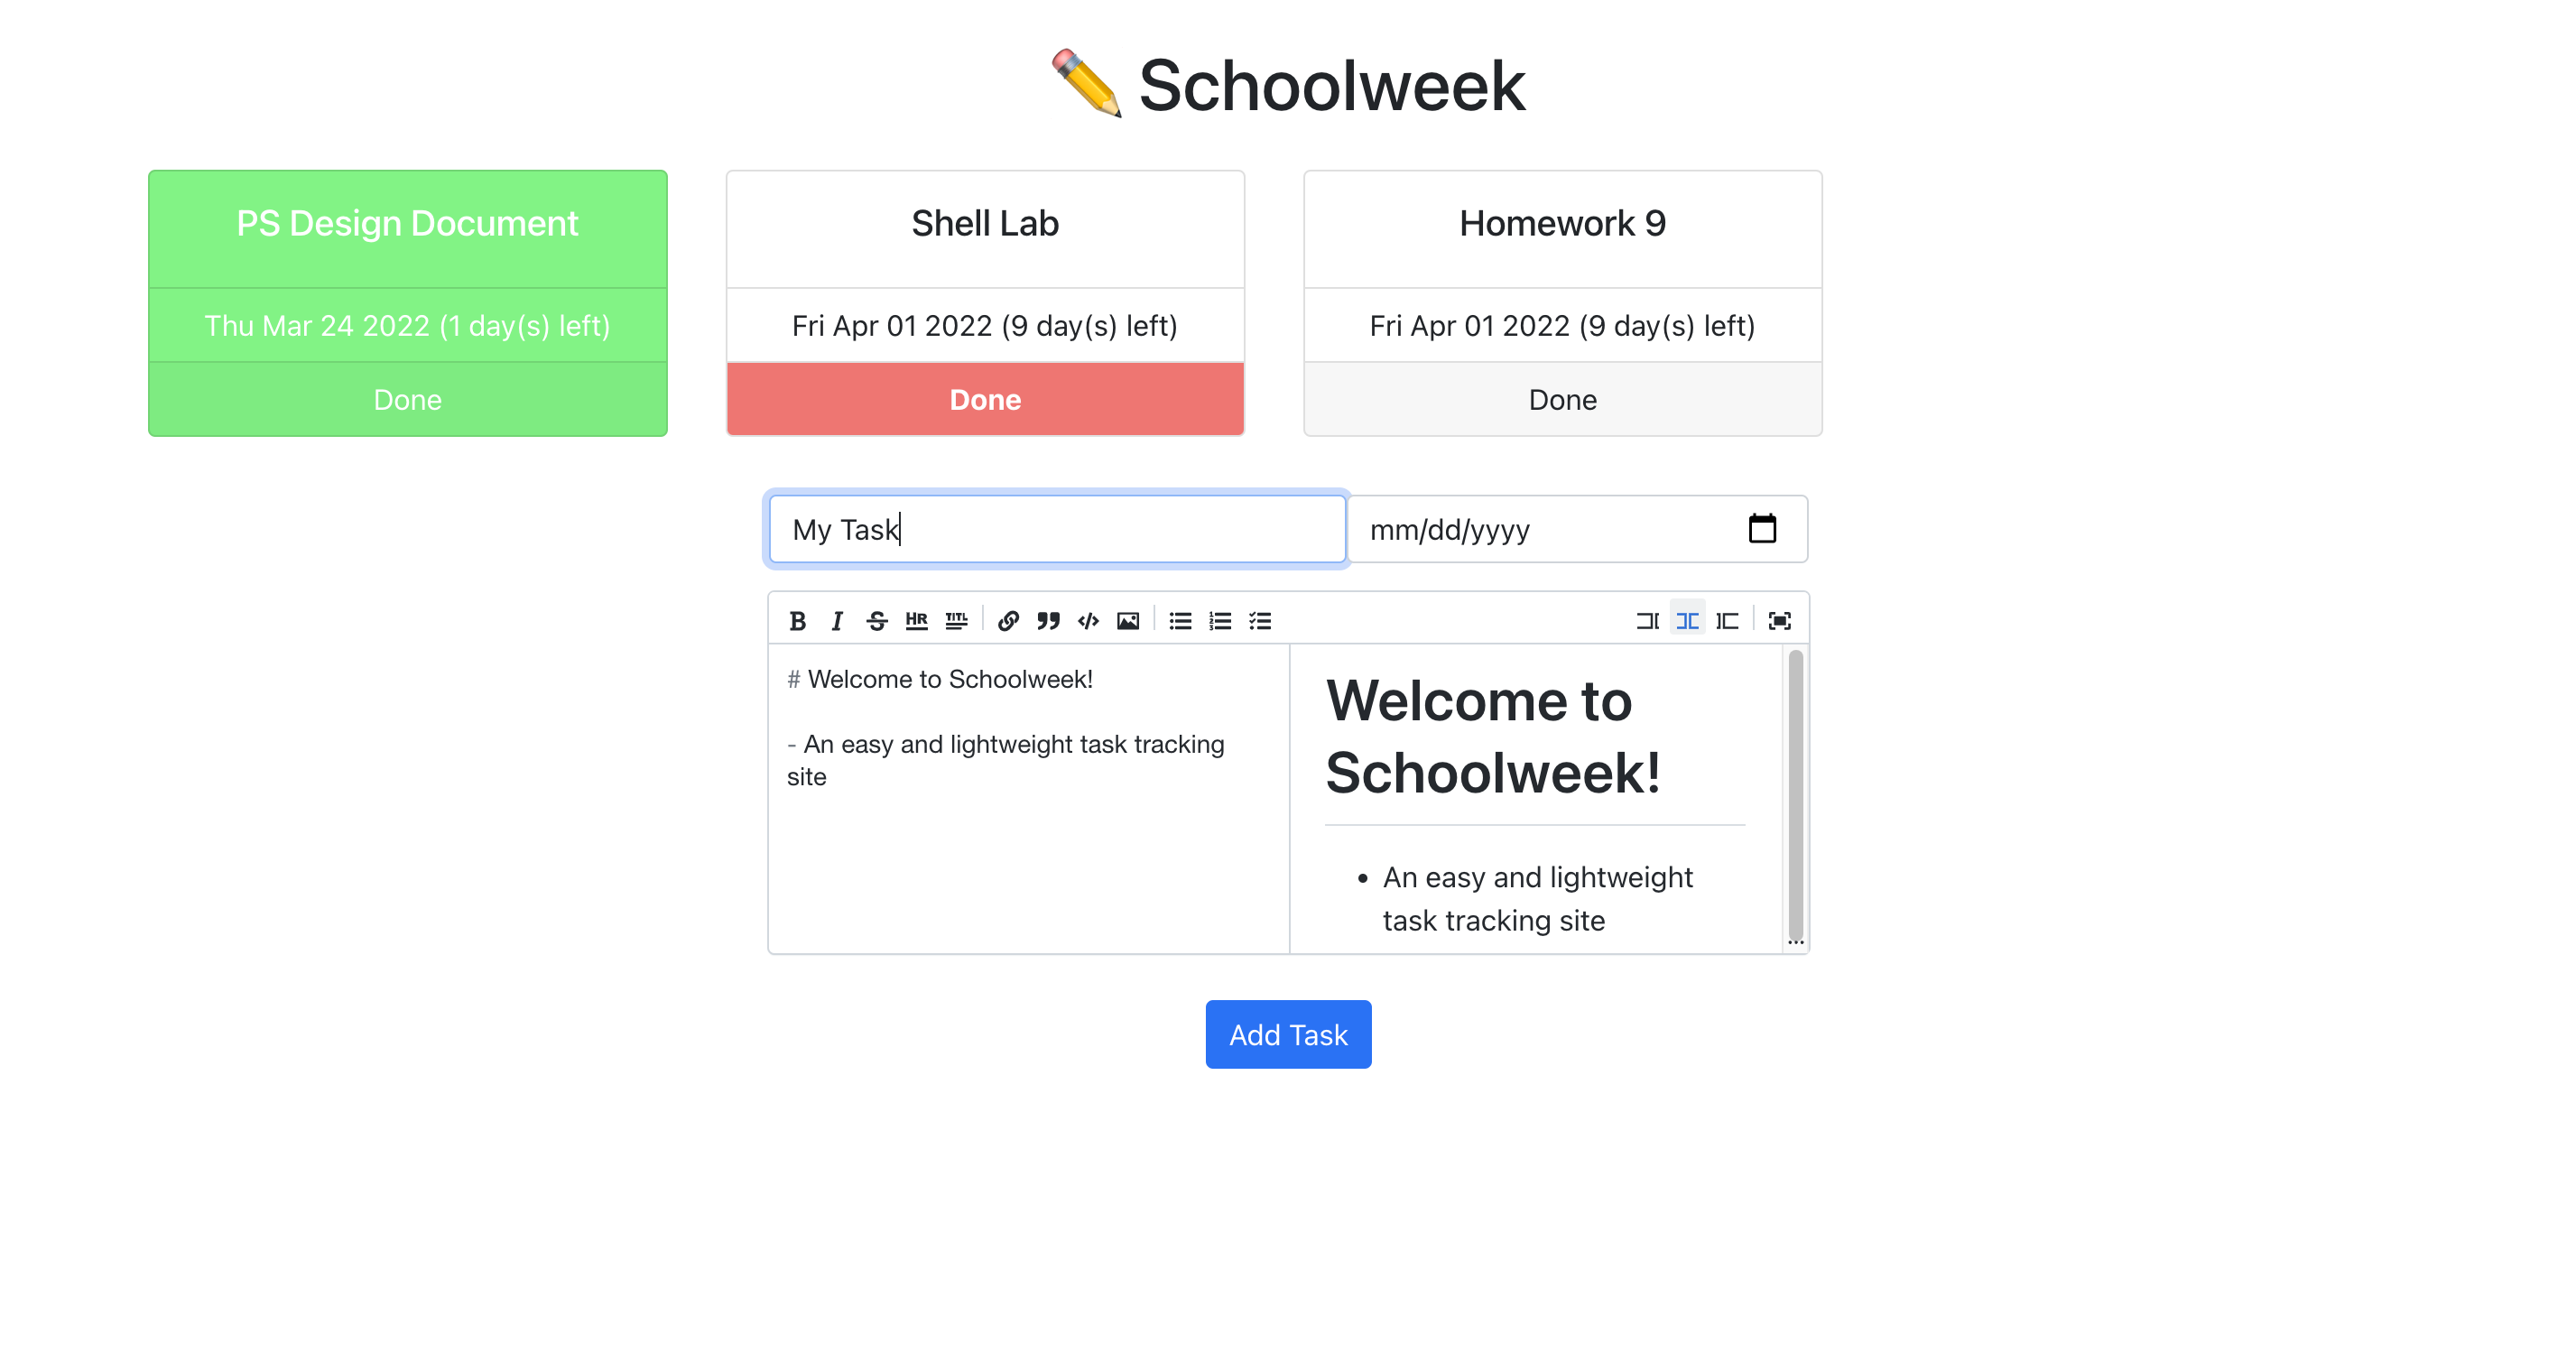 Schoolweek
PS Design Document
Thu Mar 24 2022 (1 day(s) left)
Done
Shell Lab
Fri Apr 01 2022 (9 day(s) left)
Done
Homework 9
Fri Apr 01 2022 (9 day(s) left)
Done
My Task
mm/dd/yyyy
B I S HR TITL
# Welcome to Schoolweek!
- An easy and lightweight task tracking
site
Welcome to
Schoolweek!
• An easy and lightweight
task tracking site
Add Task